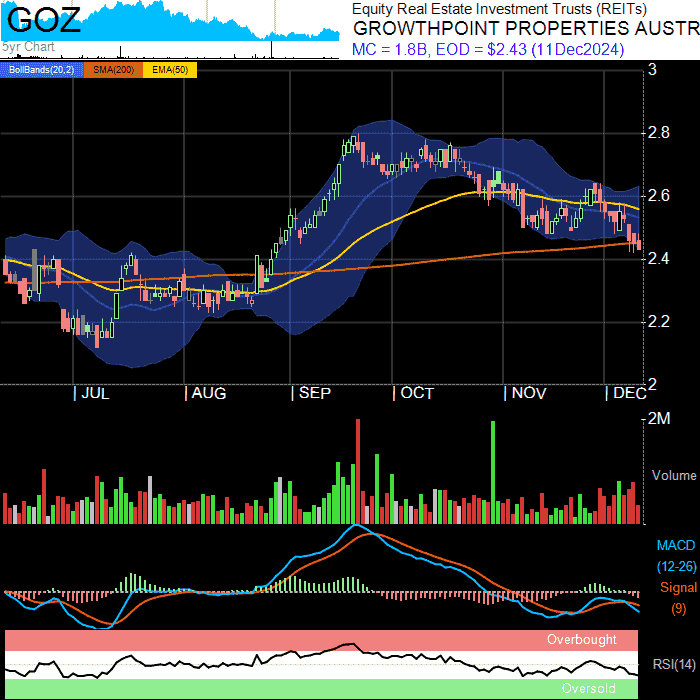 GOZ
5yr Chart
Equity Real Estate Investment Trusts (REITs)
GROWTHPOINT PROPERTIES AUSTR
MC = 1.8B, EOD = $2.43 (11Dec2024)
BollBands(20,2) SMA(200) EMA(50)
3
2.8
2.6
2.4
2.2
2
JUL AUG SEP OCT NOV DEC
2M
Volume
MACD
(12-26)
Signal
(9)
Overbought
RSI(14)
Oversold